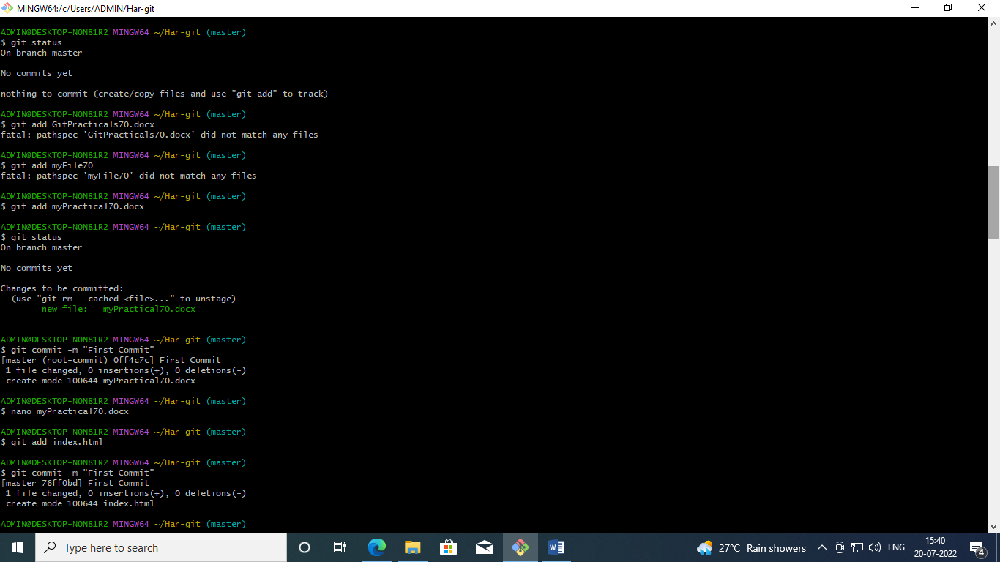 MINGW64:/c/Users/ADMIN/Har-git
ADMIN@DESKTOP-NON81R2 MINGW64 ~/Har-git (master)
$ git status
On branch master
No commits yet
nothing to commit (create/copy files and use "git add" to track)
ADMIN@DESKTOP-NON81R2 MINGW64 ~/Har-git (master)
$ git add GitPracticals70.docx
fatal: pathspec 'GitPracticals70.docx' did not match any files
ADMIN@DESKTOP-NON81R2 MINGW64 ~/Har-git (master)
$ git add myFile70
fatal: pathspec 'myFile70' did not match any files
ADMIN@DESKTOP-NON81R2 MINGW64 ~/Har-git (master)
$ git add myPractical70.docx
ADMIN@DESKTOP-NON81R2 MINGW64 ~/Har-git (master)
$ git status
On branch master
No commits yet
Changes to be committed:
  (use "git rm --cached <file>..." to unstage)
        new file:   myPractical70.docx
ADMIN@DESKTOP-NON81R2 MINGW64 ~/Har-git (master)
$ git commit -m "First Commit"
[master (root-commit) 0ff4c7c] First Commit
 1 file changed, 0 insertions(+), 0 deletions(-)
 create mode 100644 myPractical70.docx
ADMIN@DESKTOP-NON81R2 MINGW64 ~/Har-git (master)
$ nano myPractical70.docx
ADMIN@DESKTOP-NON81R2 MINGW64 ~/Har-git (master)
$ git add index.html
ADMIN@DESKTOP-NON81R2 MINGW64 ~/Har-git (master)
$ git commit -m "First Commit"
[master 76ff0bd] First Commit
 1 file changed, 0 insertions(+), 0 deletions(-)
 create mode 100644 index.html
ADMIN@DESKTOP-NON81R2 MINGW64 ~/Har-git (master)
Type here to search
27°C Rain showers
ENG
15:40
20-07-2022
4